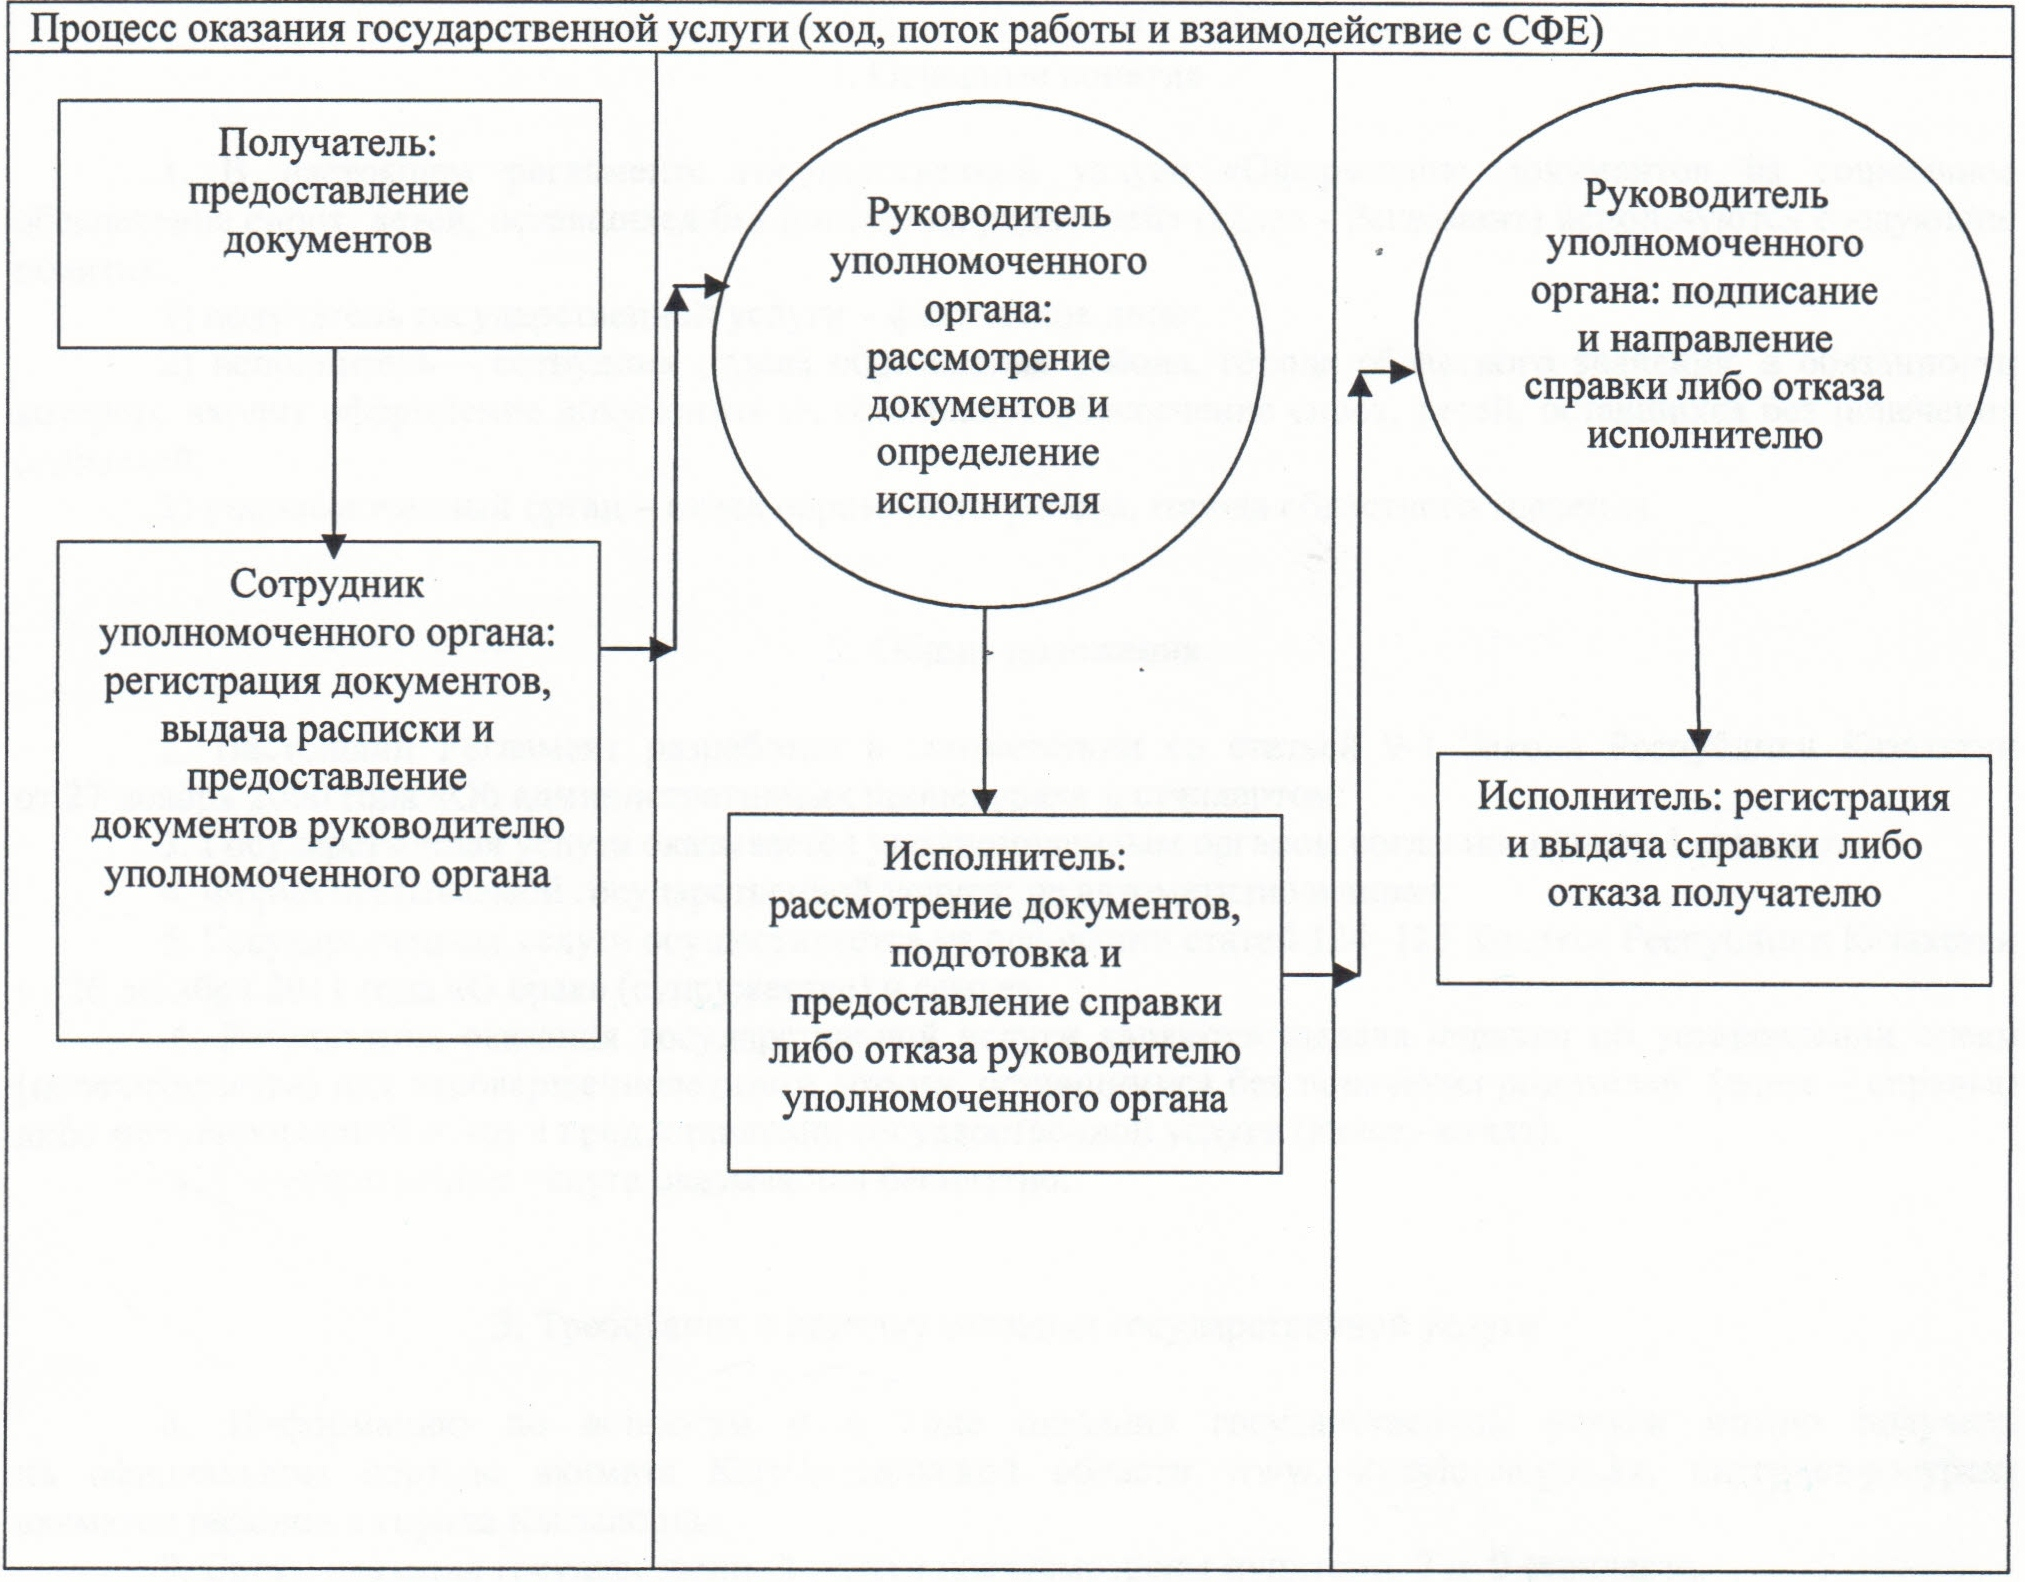 Процесс оказания государственной услуги (ход, поток работы и взаимодействие с СФЕ)
Получатель:
предоставление
документов
Сотрудник
уполномоченного органа:
регистрация документов,
выдача расписки и
предоставление
документов руководителю
уполномоченного органа
Руководитель
уполномоченного
органа:
рассмотрение
документов и
определение
исполнителя
Исполнитель:
рассмотрение документов,
подготовка и
предоставление справки
либо отказа руководителю
уполномоченного органа
Руководитель
уполномоченного
органа: подписание
и направление
справки либо отказа
исполнителю
Исполнитель: регистрация
и выдача справки либо
отказа получателю